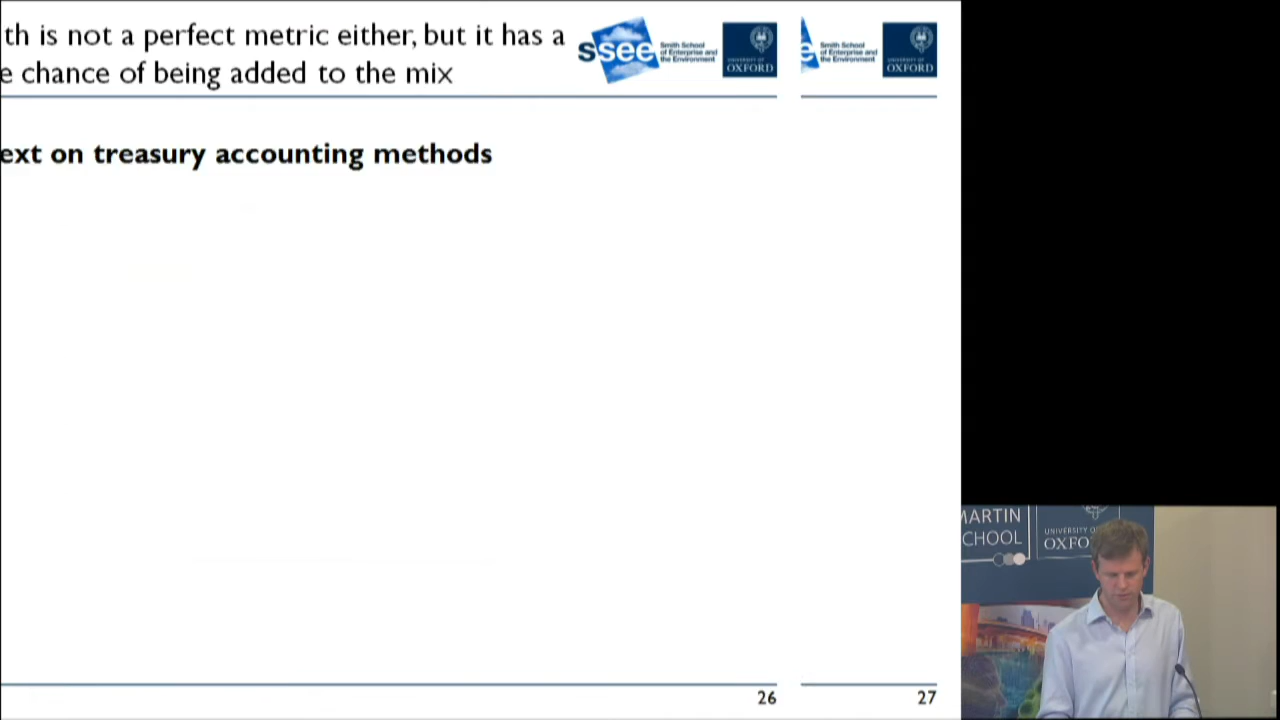 th is not a perfect metric either, but it has a
e chance of being added to the mix
ssee
Smith School
of Enterprise and
the Environment
UNIVERSITY OF
OXFORD
e
Smith School
of Enterprise and
the Environment
UNIVERSITY OF
OXFORD
ext on treasury accounting methods
26
27
MARTIN
CHOOL
UNIVERSITY O
OXFO